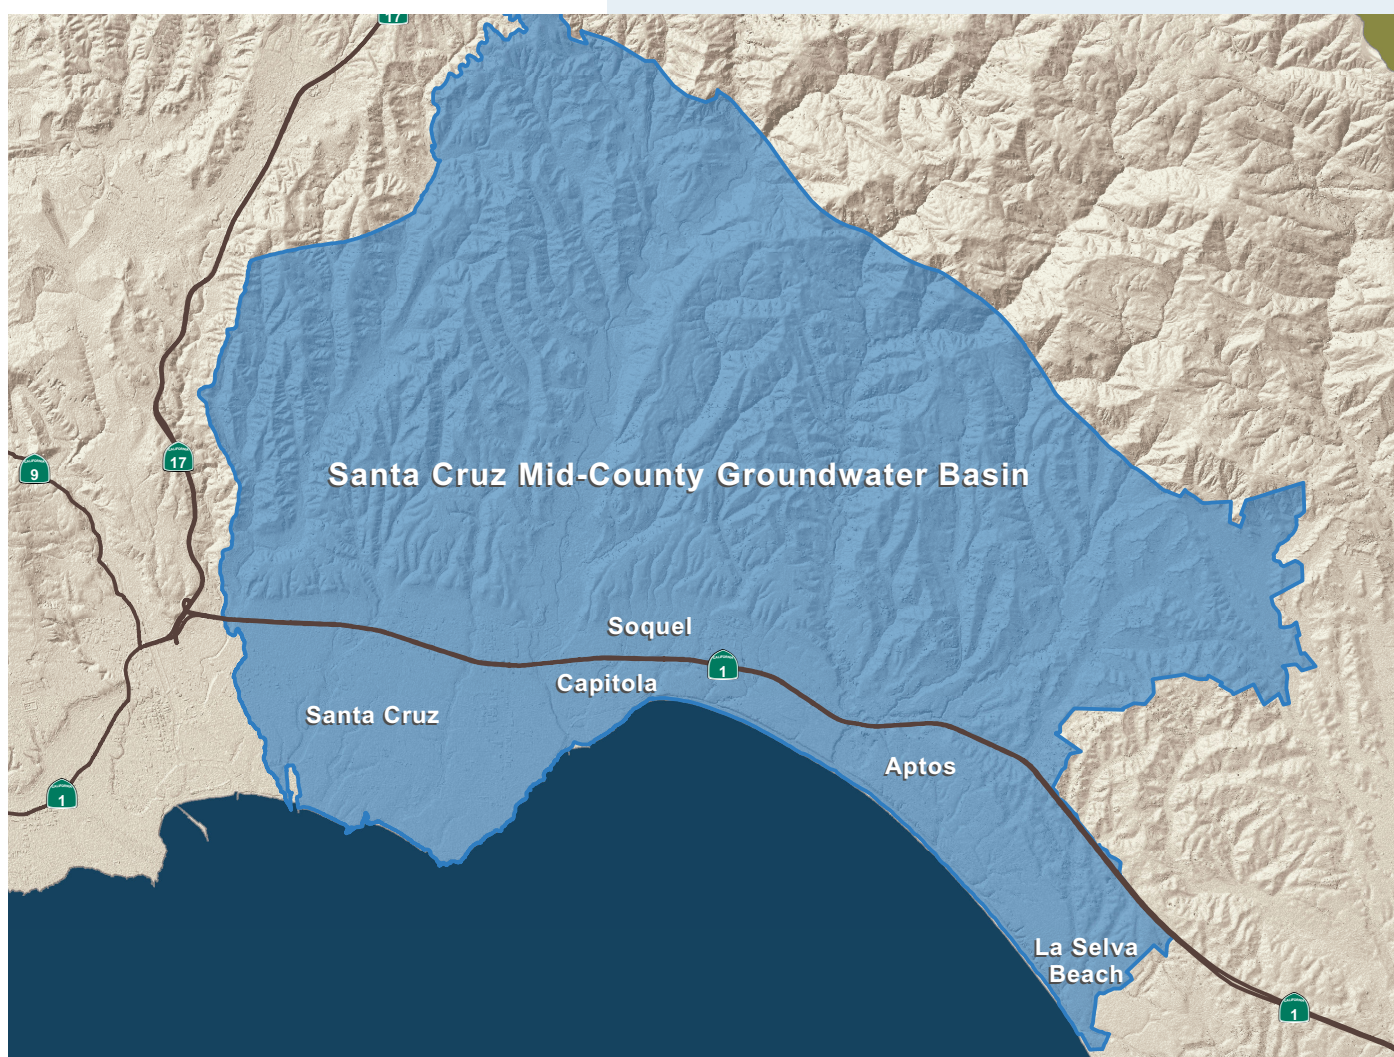 17
9
17
Santa Cruz Mid-County Groundwater Basin
Soquel
CALIFORNIA
1
Capitola
Santa Cruz
Aptos
1
La Selva
Beach
1